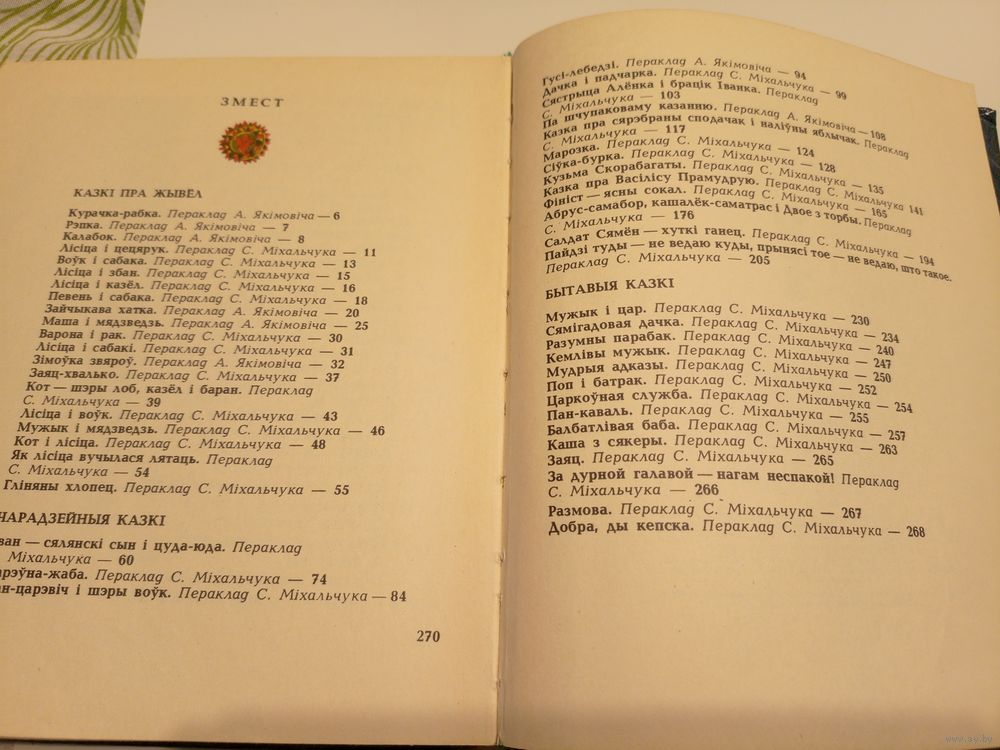 ЗМЕСТ
КАЗКІ ПРА ЖЫВЁЛ
Курачка-рабка. Пераклад А. Якімовіча — 6
Рэпка. Пераклад А. Якімовіча — 7
Калабок. Пераклад А. Якімовіча — 8
Лісіца і цецярук. Пераклад С. Міхальчука — 11
Воўк і сабака. Пераклад С. Міхальчука — 13
Лісіца і збан. Пераклад С. Міхальчука — 15
Лісіца і казёл. Пераклад С. Міхальчука — 16
Певень і сабака. Пераклад С. Міхальчука — 18
Зайчыкава хатка. Пераклад А. Якімовіча — 20
Маша і мядзведзь. Пераклад А. Якімовіча — 25
Варона і рак. Пераклад С. Міхальчука — 30
Лісіца і сабакі. Пераклад С. Міхальчука — 31
Зімоўка звяроў. Пераклад А. Якімовіча — 32
Заяц-хвалько. Пераклад С. Міхальчука — 37
Кот — шэры лоб, казёл і баран. Пераклад
С. Міхальчука — 39
Лісіца і воўк. Пераклад С. Міхальчука — 43
Мужык і мядзведзь. Пераклад С. Міхальчука — 46
Кот і лісіца. Пераклад С. Міхальчука — 48
Як лісіца вучылася лятаць. Пераклад
С. Міхальчука — 54
Гліняны хлопец. Пераклад С. Міхальчука — 55
ЧАРАДЗЕЙНЫЯ КАЗКІ
ван — сялянскі сын і цуда-юда. Пераклад
Міхальчука — 60
арэўна-жаба. Пераклад С. Міхальчука — 74
ан-царэвіч і шэры воўк. Пераклад С. Міхальчука — 84
270
Гусі-лебедзі. Пераклад А. Якімовіча — 94
Дачка і падчарка. Пераклад С. Міхальчука — 99
Сястрыца Алёнка і брацік Іванка. Пераклад
С. Міхальчука — 103
Па шчупаковаму казанню. Пераклад А. Якімовіча — 108
Казка пра сярэбраны сподачак і наліўны яблычак. Пераклад
С. Міхальчука — 117
Марозка. Пераклад С. Міхальчука — 124
Сіўка-бурка. Пераклад С. Міхальчука — 128
Кузьма Скорабагаты. Пераклад С. Міхальчука — 135
Казка пра Васілісу Прамудрую. Пераклад С. Міхальчука 141
Фініст — ясны сокал. Пераклад С. Міхальчука — 165
Абрус-самабор, кашалёк-саматрас і Двое з торбы. Пераклад
С. Міхальчука — 176
Салдат Сямён — хуткі ганец. Пераклад С. Міхальчука — 194
Пайдзі туды — не ведаю куды, прынясі тое — не ведаю, што такое.
Пераклад С. Міхальчука — 205
БЫТАВЫЯ КАЗКІ
Мужык і цар. Пераклад С. Міхальчука — 230
Сямігадовая дачка. Пераклад С. Міхальчука — 234
Разумны парабак. Пераклад С. Міхальчука — 240
Кемлівы мужык. Пераклад С. Міхальчука — 247
Мудрыя адказы. Пераклад С. Міхальчука — 250
Поп і батрак. Пераклад С. Міхальчука — 252
Царкоўная служба. Пераклад С. Міхальчука — 254
Пан-каваль. Пераклад С. Міхальчука — 255
Балбатлівая баба. Пераклад С. Міхальчука — 257
Каша з сякеры. Пераклад С. Міхальчука — 263
Заяц. Пераклад С. Міхальчука — 265
За дурной галавой — нагам неспакой! Пераклад
С. Міхальчука — 266
Размова. Пераклад С. Міхальчука — 267
Добра, ды кепска. Пераклад С. Міхальчука — 268
www.ay.by